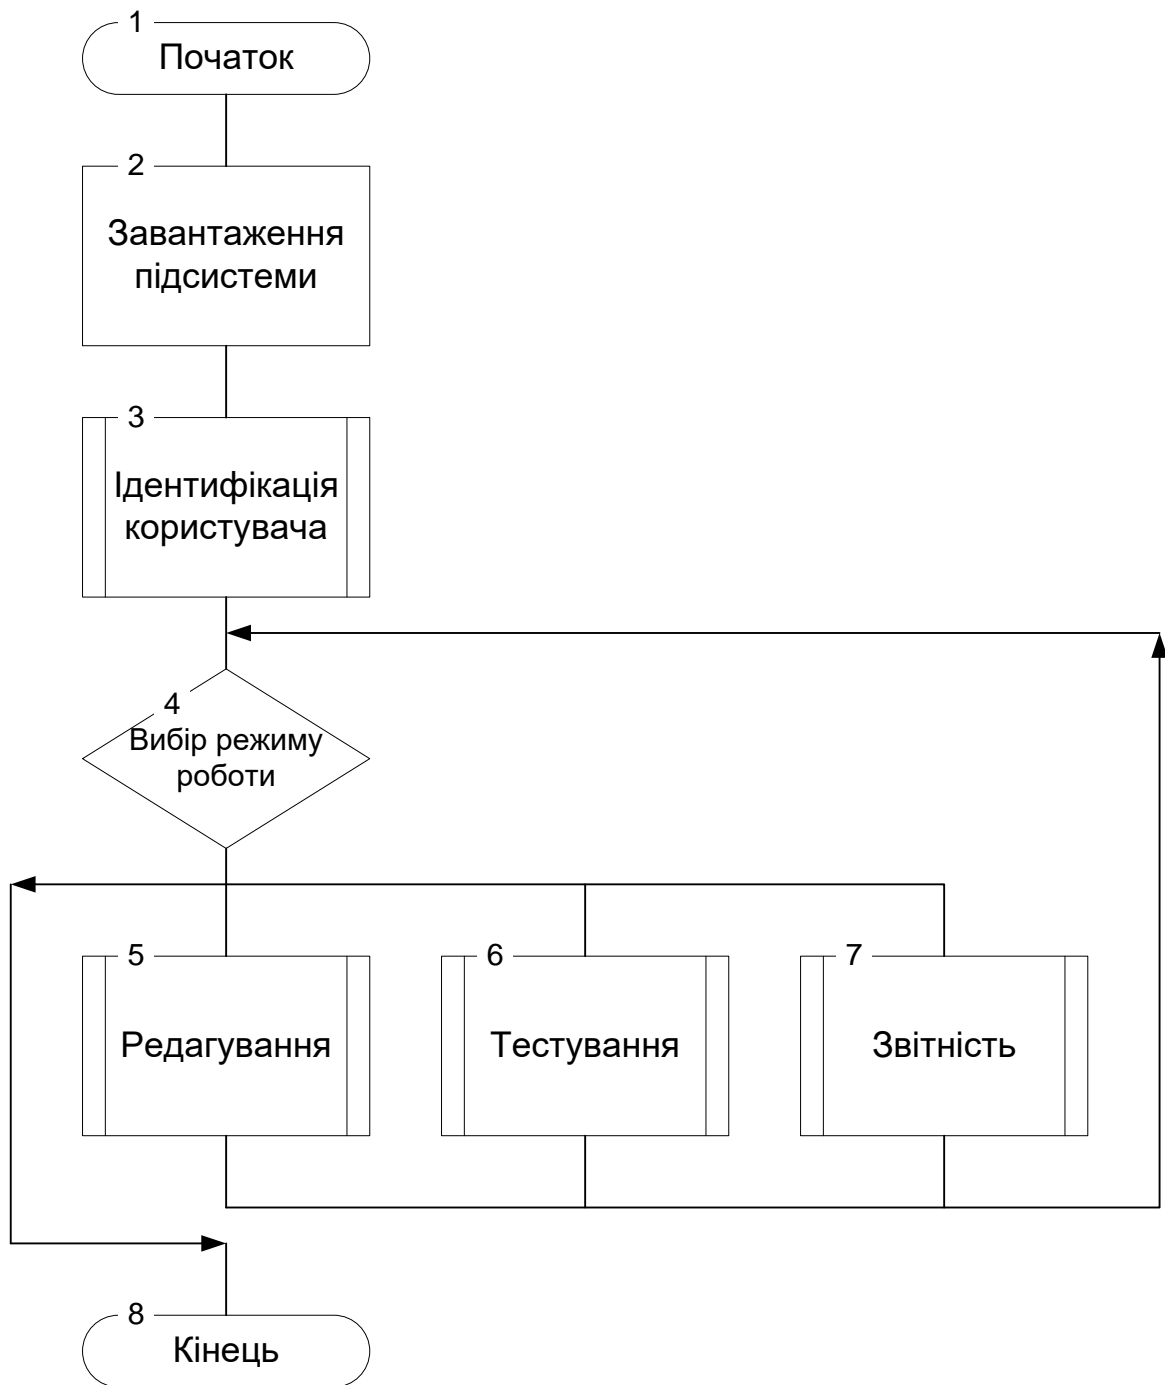 1
Початок
2
Завантаження
підсистеми
3
Ідентифікація
користувача
4
Вибір режиму
роботи
5
6
7
Редагування
Тестування
Звітність
8
Кінець